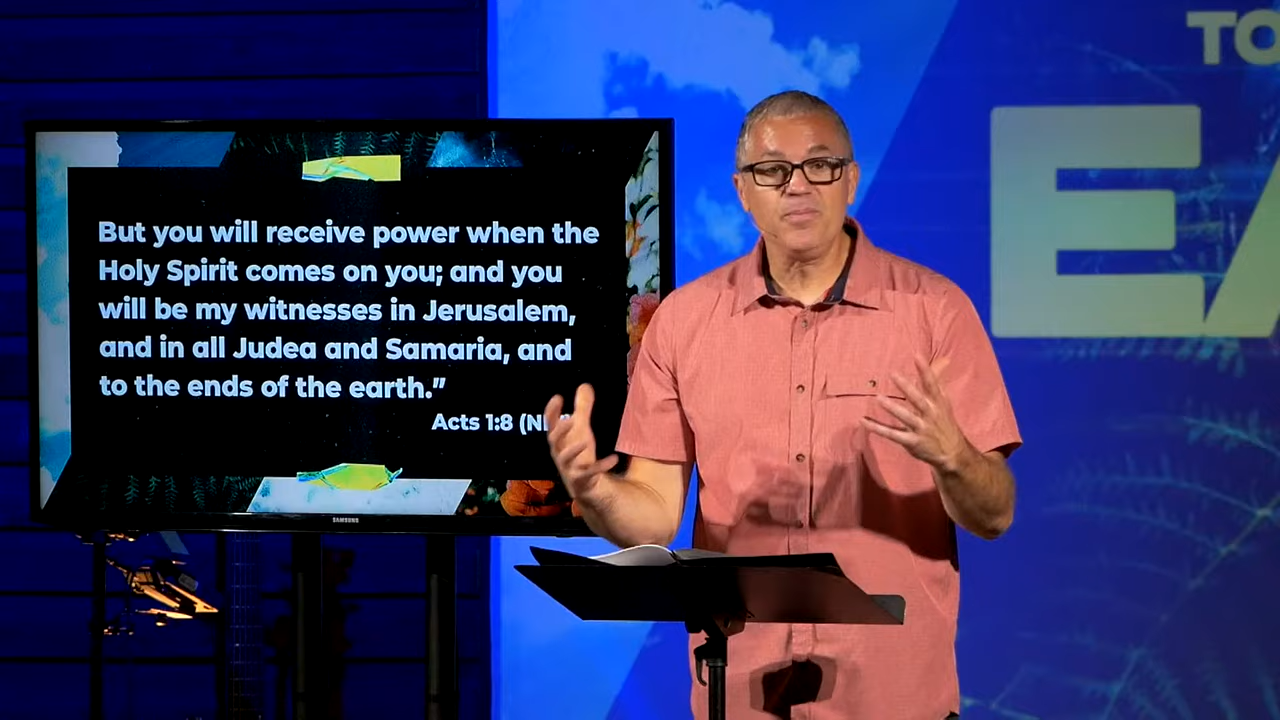 But you will receive power when the
Holy Spirit comes on you; and you
will be my witnesses in Jerusalem,
and in all Judea and Samaria, and
to the ends of the earth.”
Acts 1:8
SAMSUNG
TO
EA